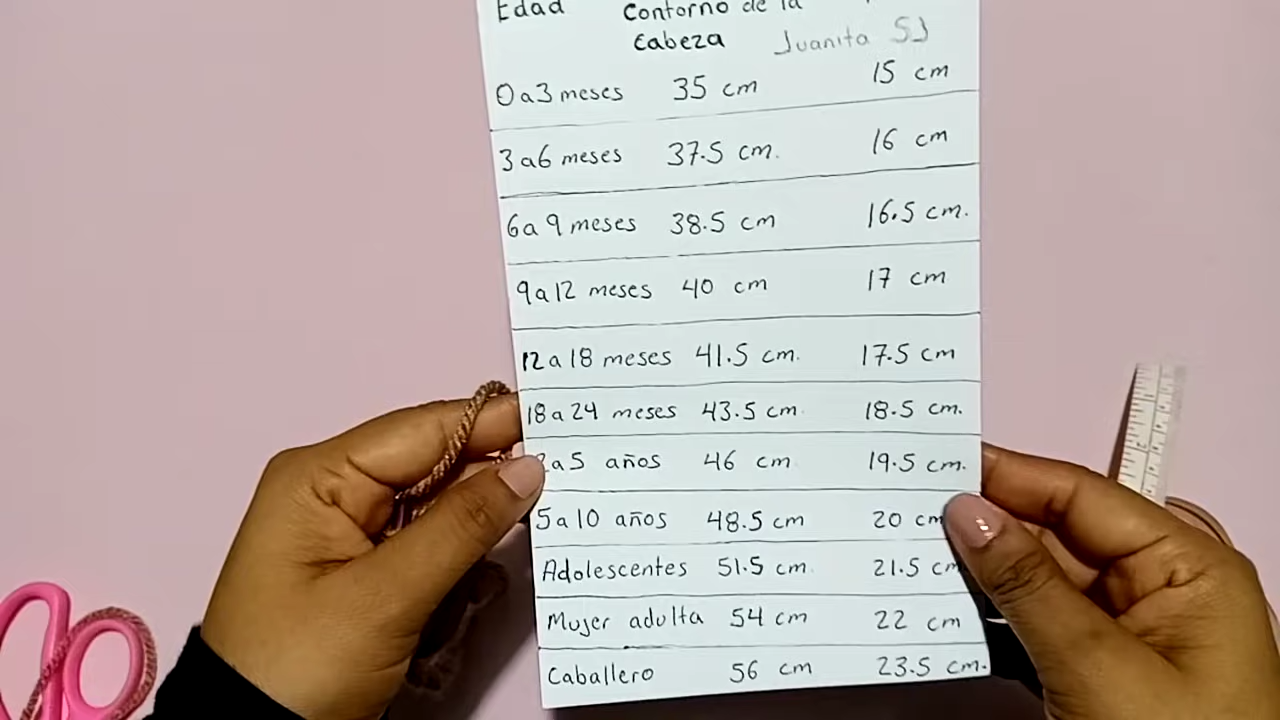 Edad Contorno de la
Cabeza Juanita SJ
0 a 3 meses 35 cm 15 cm
3 a 6 meses 37.5 cm. 16 cm
6 a 9 meses 38.5 cm 16.5 cm.
9 a 12 meses 40 cm 17 cm
12 a 18 meses 41.5 cm. 17.5 cm
18 a 24 meses 43.5 cm 18.5 cm.
2 a 5 años 46 cm 19.5 cm.
5 a 10 años 48.5 cm 20 cm
Adolescentes 51.5 cm 21.5 cm
Mujer adulta 54 cm 22 cm
Caballero 56 cm 23.5 cm.